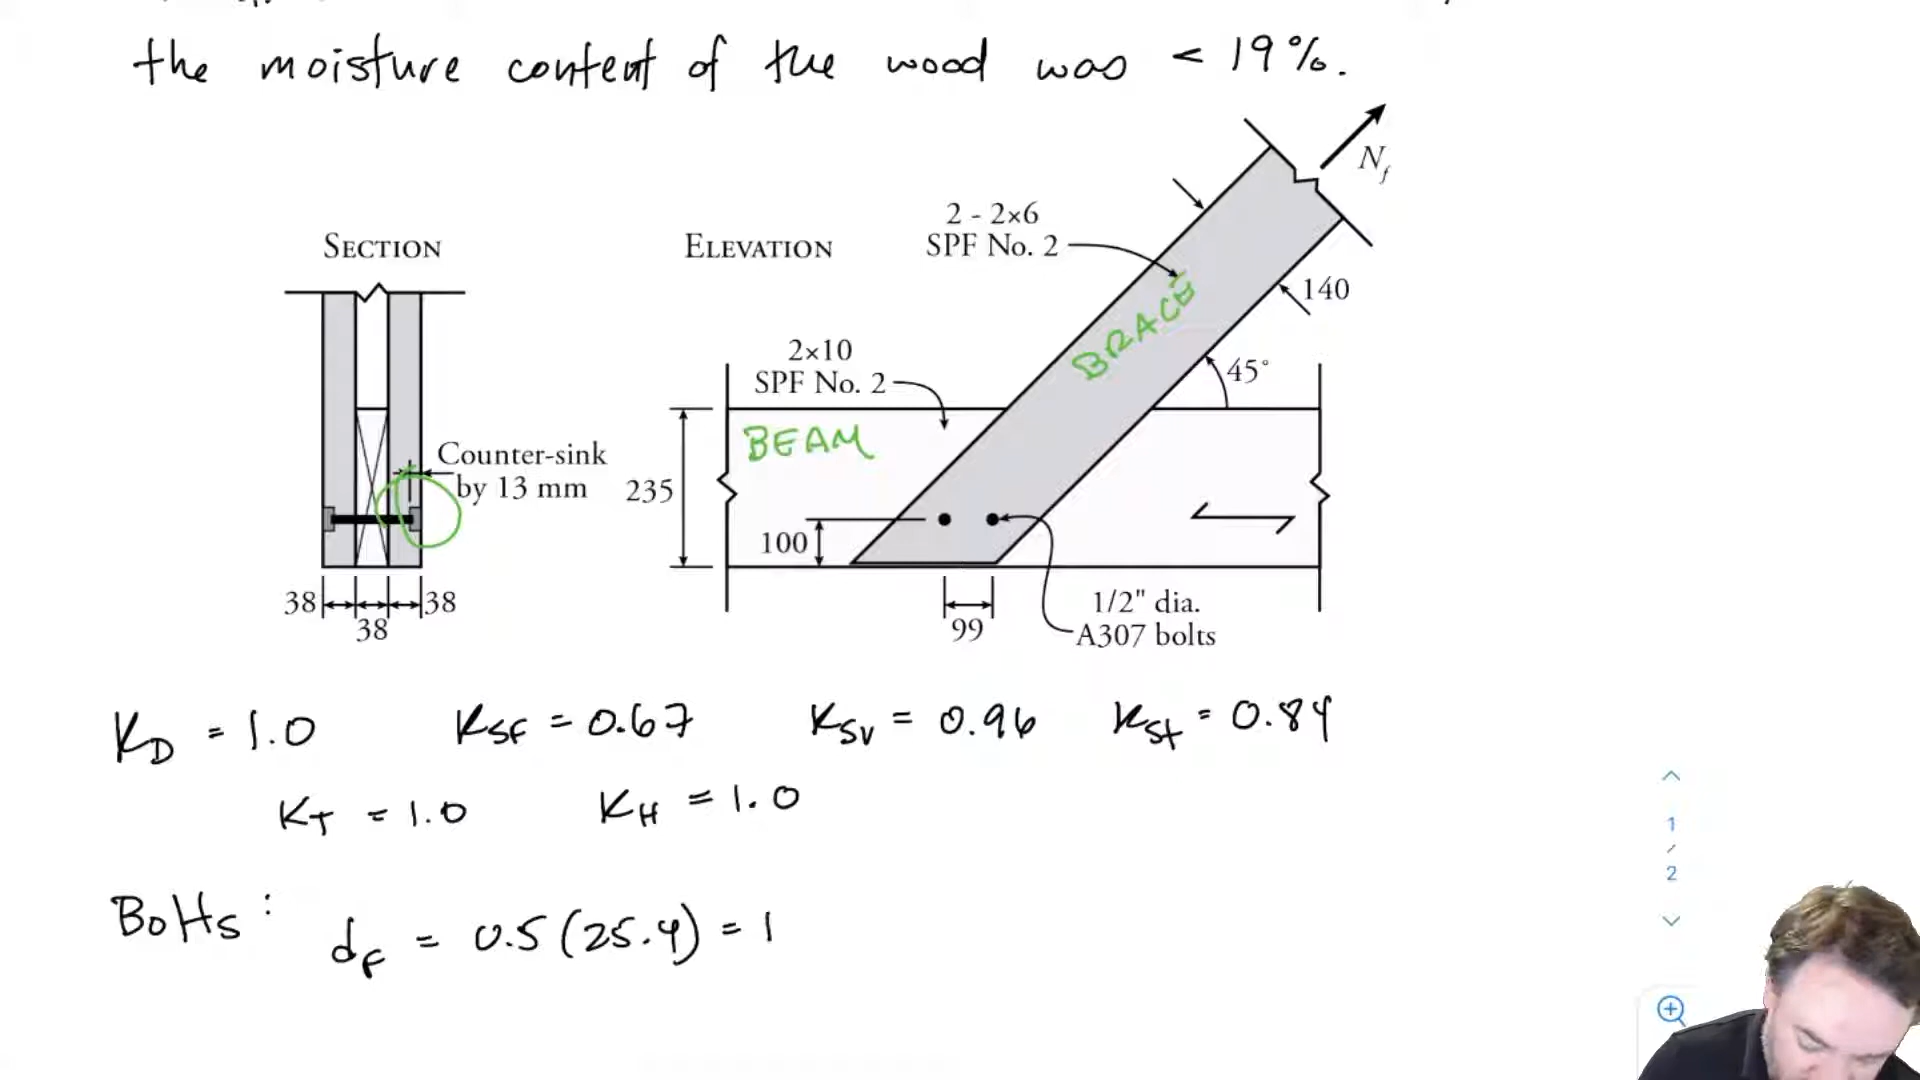 the moisture content of the wood was < 19%.
N_f
2 - 2×6
SPF No. 2
SECTION
ELEVATION
BRACE
140
2×10
SPF No. 2
45°
BEAM
Counter-sink
by 13 mm
235
100
38 38 38
99
1/2" dia.
A307 bolts
K_D = 1.0 K_SF = 0.67 K_Sv = 0.96 K_St = 0.84
K_T = 1.0 K_H = 1.0
Bolts: d_F = 0.5(25.4) = 1
1
/
2